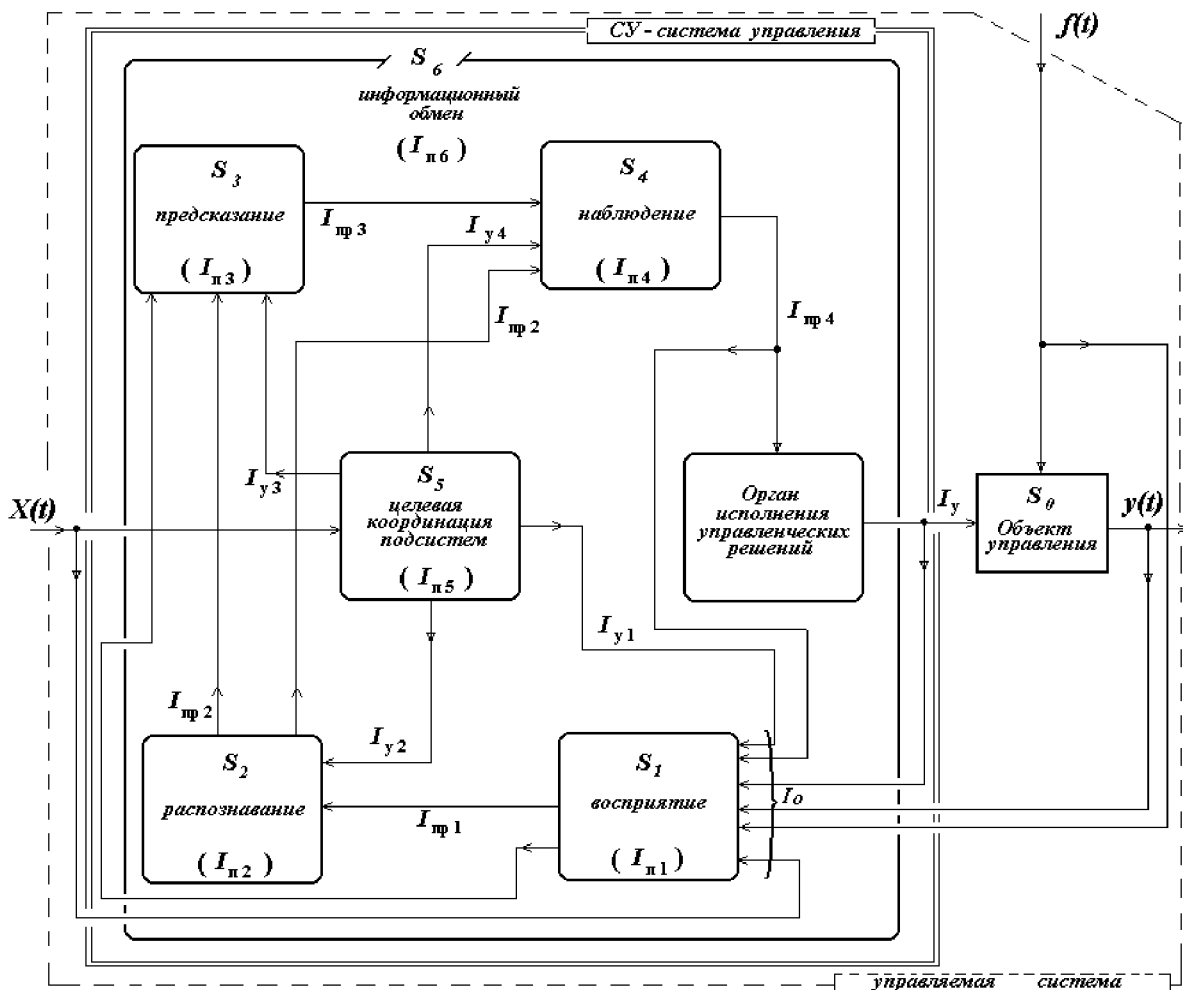 СУ - система управления
f(t)
S6
информационный
обмен
( Iп6 )
S3
предсказание
( Iп3 )
Iпр3
Iу4
S4
наблюдение
( Iп4 )
Iпр2
Iпр4
X(t)
Iу3
S5
целевая
координация
подсистем
( Iп5 )
Орган
исполнения
управленческих
решений
Iу
S0
Объект
управления
y(t)
Iу1
Iпр2
Iу2
S2
распознавание
( Iп2 )
Iпр1
S1
восприятие
( Iп1 )
Iо
управляемая система